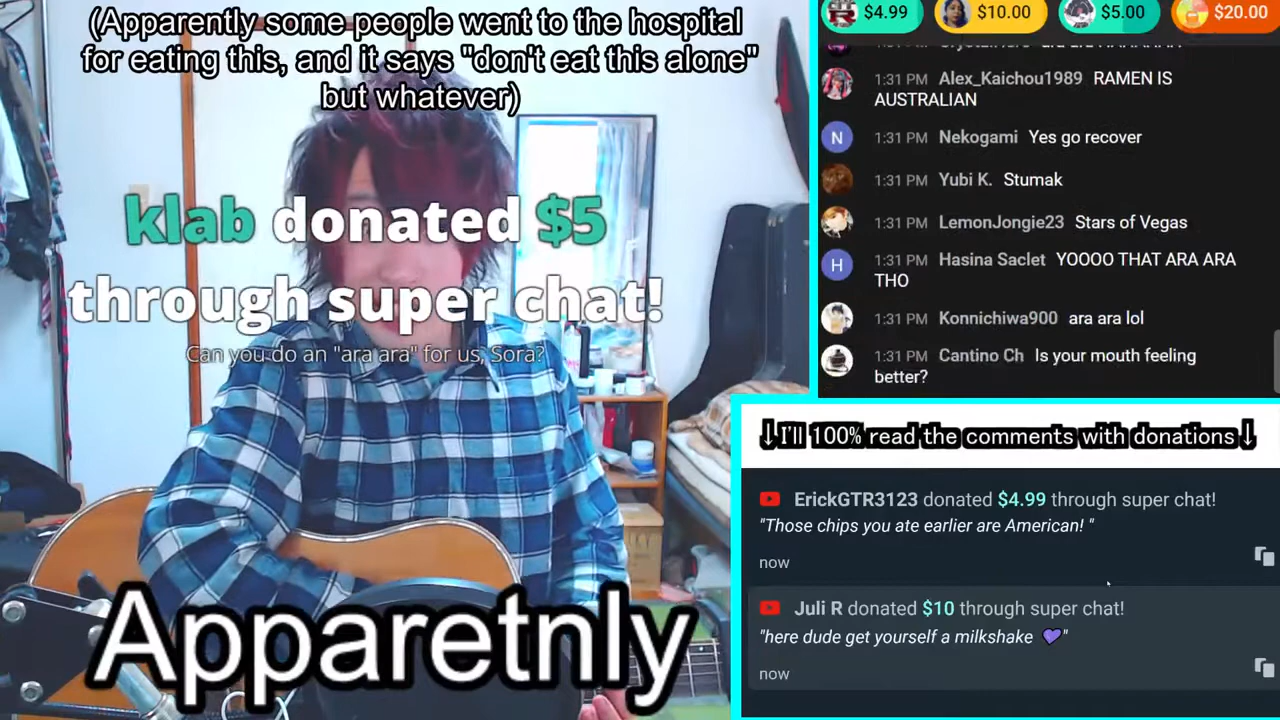 (Apparently some people went to the hospital
for eating this, and it says "don't eat this alone"
but whatever)
klab donated $5
through super chat!
Can you do an "ara ara" for us, Sora?
Apparetnly
$4.99
$10.00
$5.00
$20.00
1:31 PM Alex_Kaichou1989 RAMEN IS
AUSTRALIAN
N
1:31 PM Nekogami Yes go recover
1:31 PM Yubi K. Stumak
1:31 PM LemonJongie23 Stars of Vegas
H
1:31 PM Hasina Saclet YOOOO THAT ARA ARA
THO
1:31 PM Konnichiwa900 ara ara lol
1:31 PM Cantino Ch Is your mouth feeling
better?
↓I'll 100% read the comments with donations↓
ErickGTR3123 donated $4.99 through super chat!
"Those chips you ate earlier are American! "
now
Juli R donated $10 through super chat!
"here dude get yourself a milkshake 💜"
now